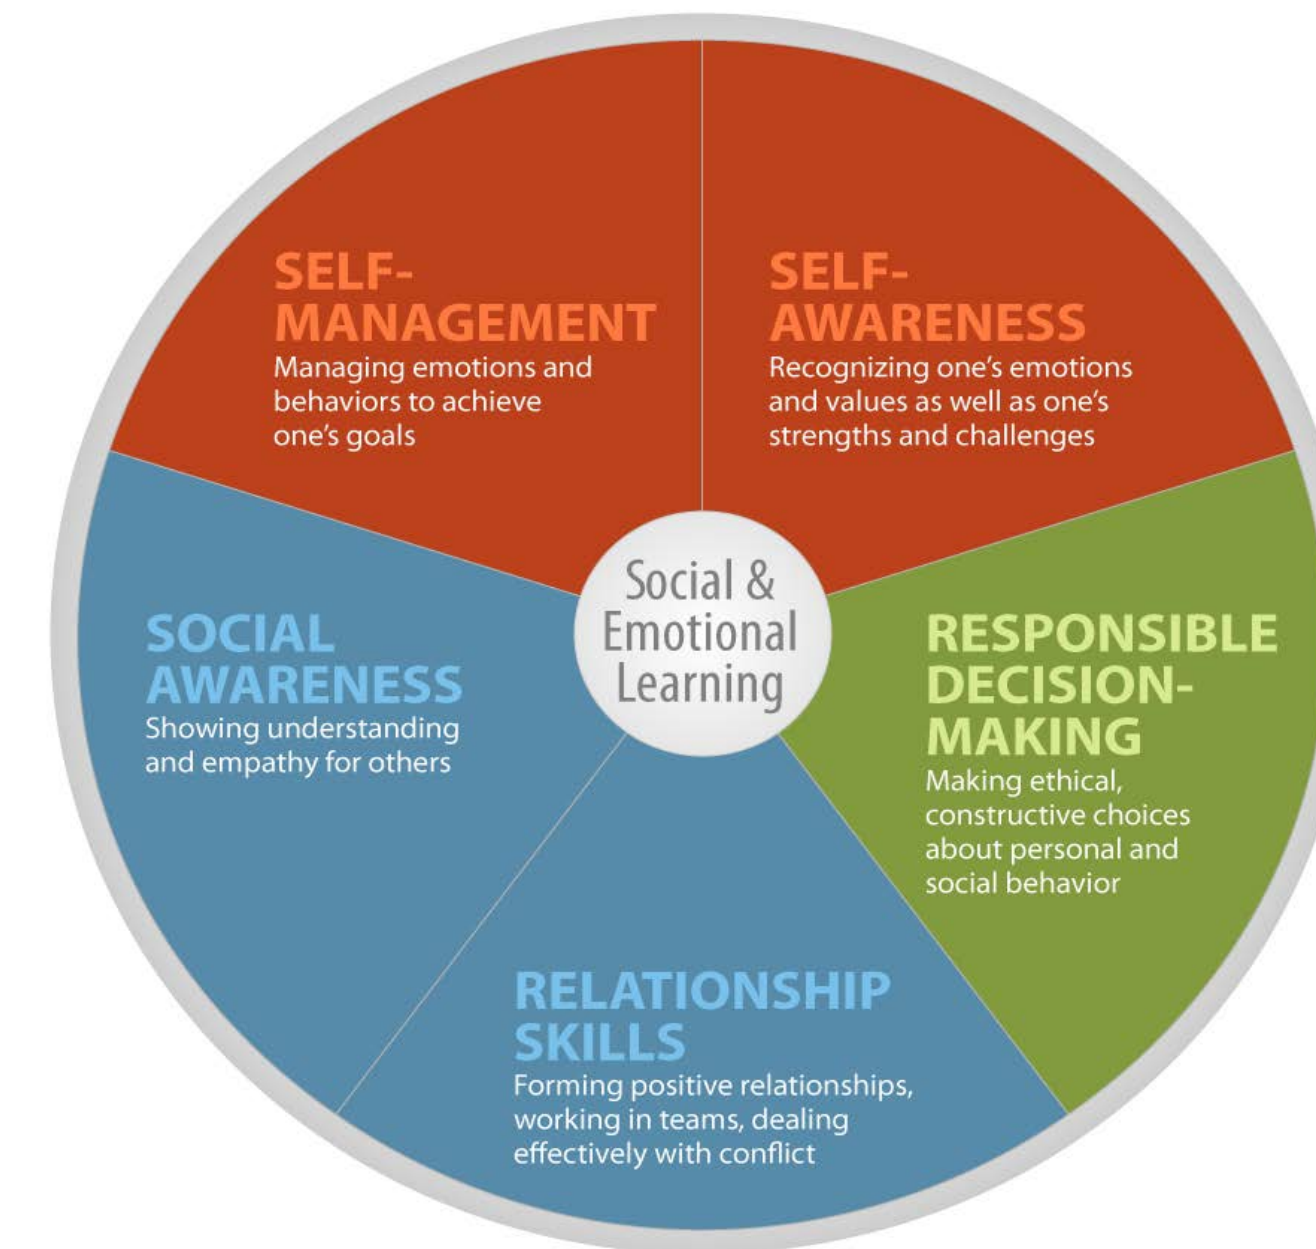 SELF-
MANAGEMENT
Managing emotions and
behaviors to achieve
one’s goals
SELF-
AWARENESS
Recognizing one’s emotions
and values as well as one’s
strengths and challenges
Social &
Emotional
Learning
SOCIAL
AWARENESS
Showing understanding
and empathy for others
RESPONSIBLE
DECISION-
MAKING
Making ethical,
constructive choices
about personal and
social behavior
RELATIONSHIP
SKILLS
Forming positive relationships,
working in teams, dealing
effectively with conflict